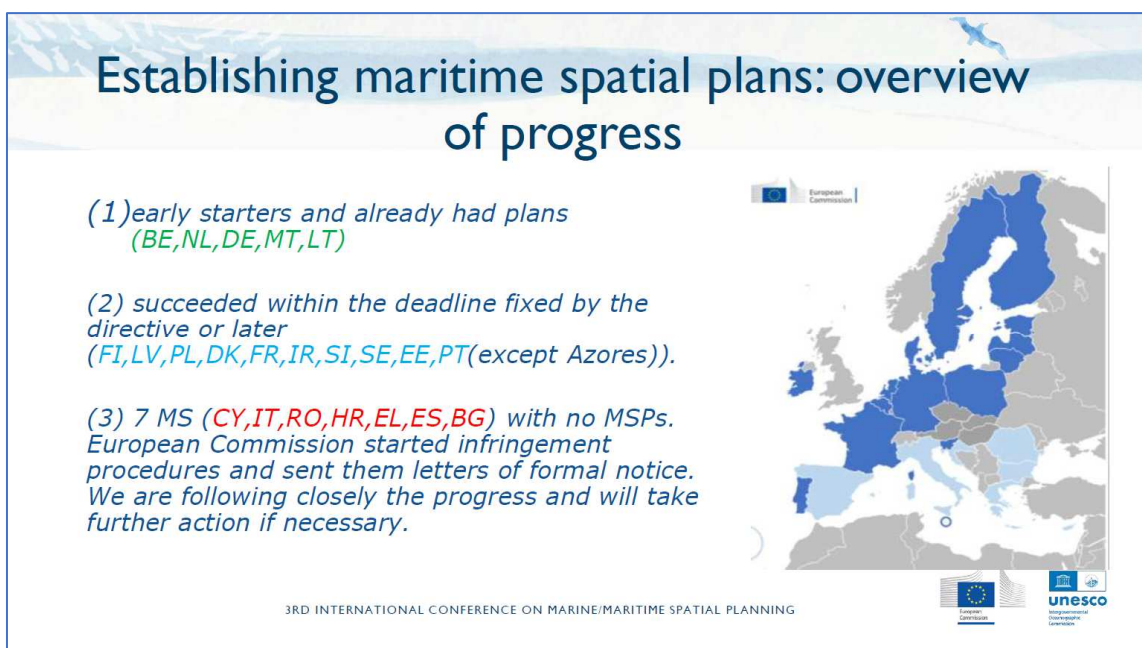 Establishing maritime spatial plans: overview
of progress
(1)early starters and already had plans
(BE,NL,DE,MT,LT)
(2) succeeded within the deadline fixed by the
directive or later
(FI,LV,PL,DK,FR,IR,SI,SE,EE,PT(except Azores)).
(3) 7 MS (CY,IT,RO,HR,EL,ES,BG) with no MSPs.
European Commission started infringement
procedures and sent them letters of formal notice.
We are following closely the progress and will take
further action if necessary.
European
Commission
3RD INTERNATIONAL CONFERENCE ON MARINE/MARITIME SPATIAL PLANNING
European
Commission
unesco
Intergovernmental
Oceanographic
Commission